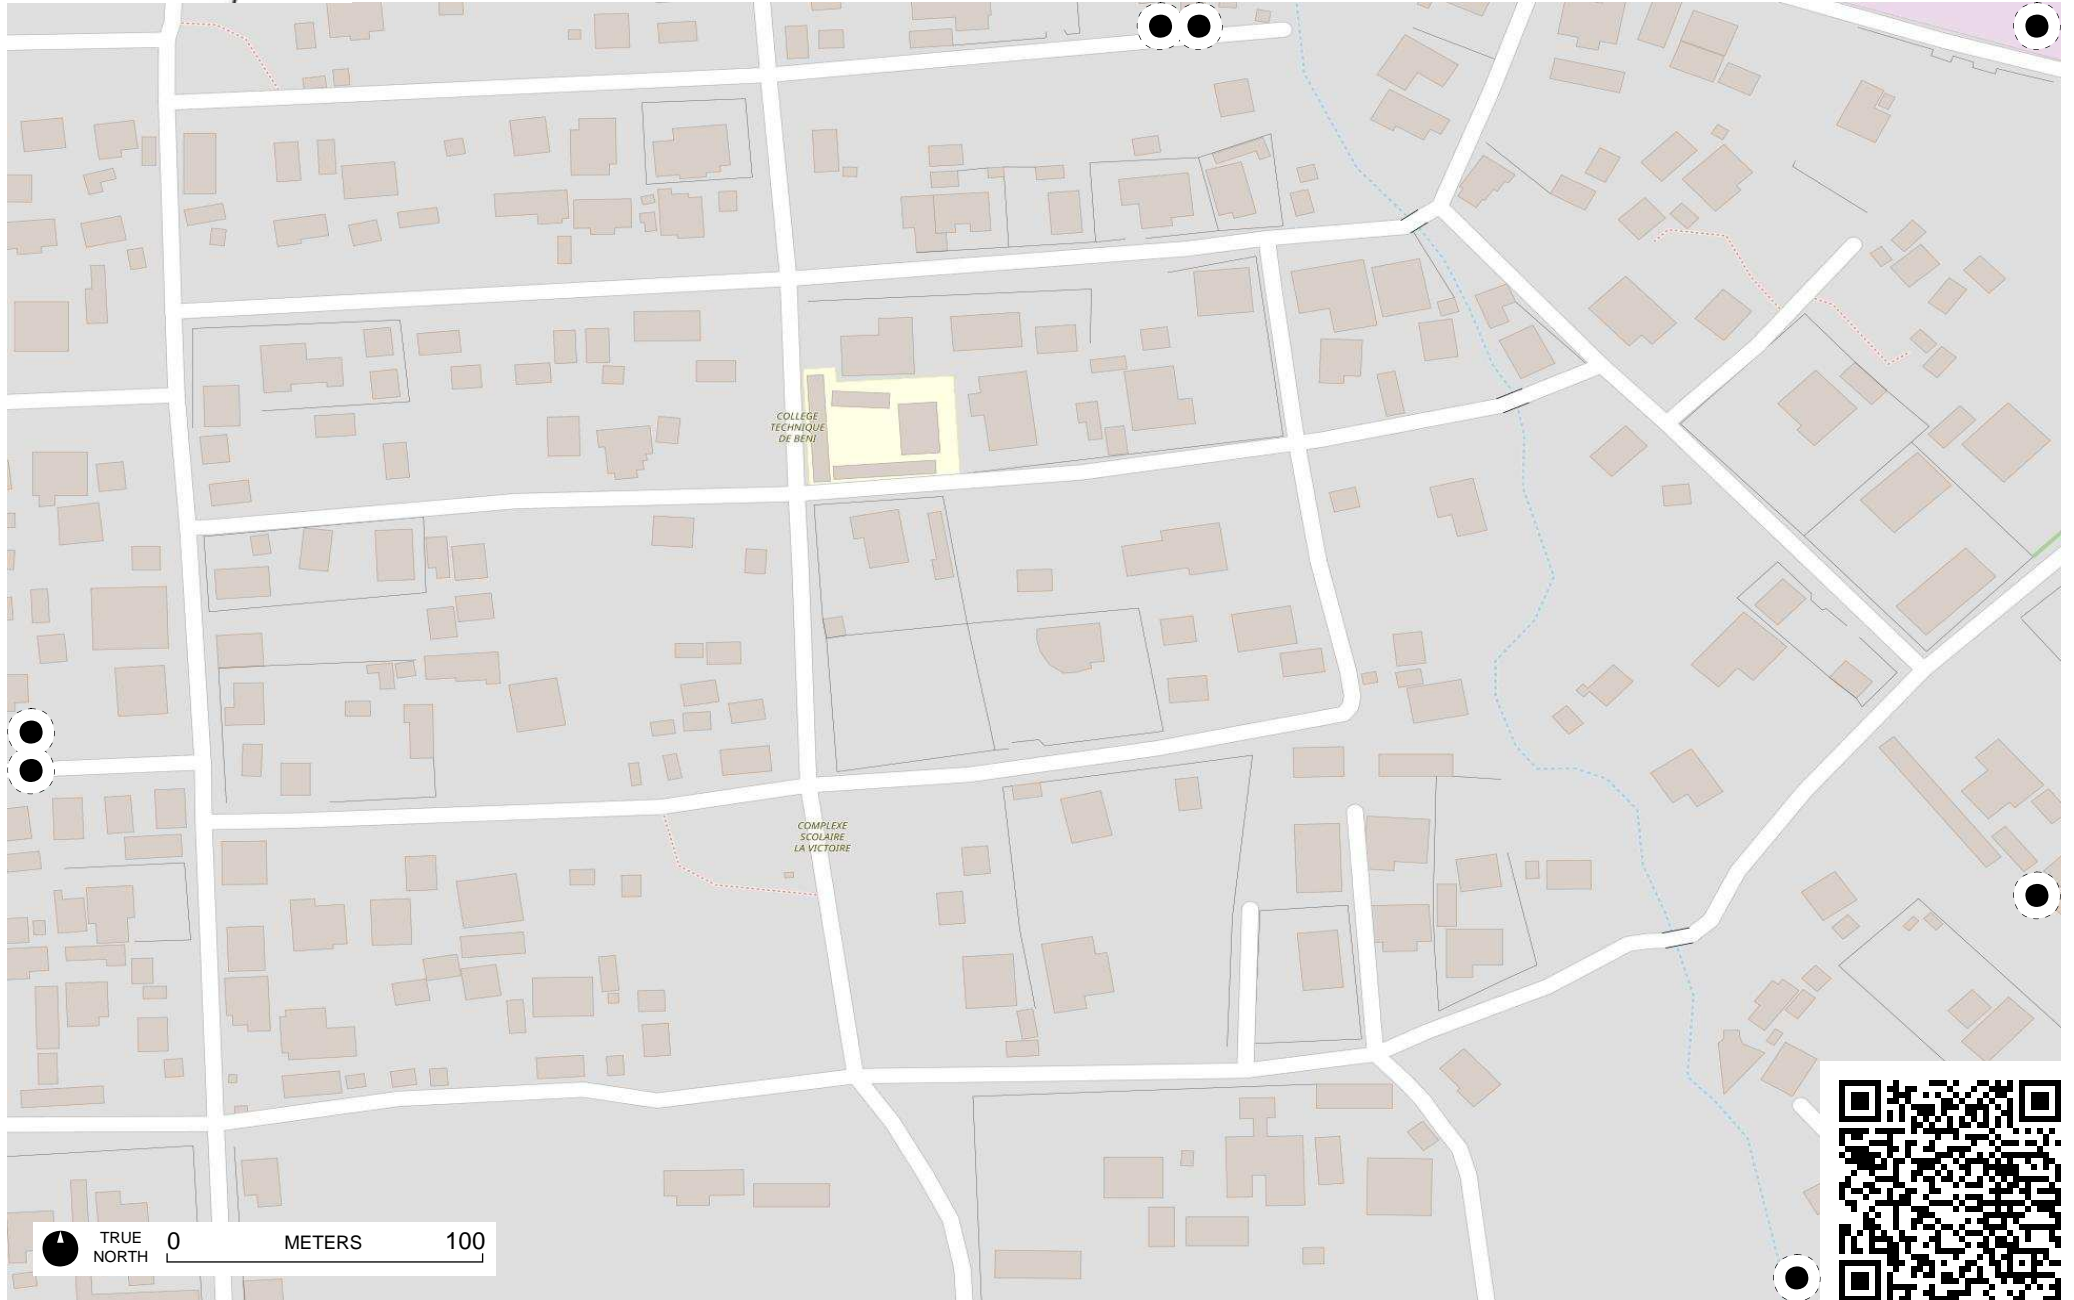 COLLEGE
TECHNIQUE
DE BENI
COMPLEXE
SCOLAIRE
LA VICTOIRE
TRUE
NORTH
0 METERS 100